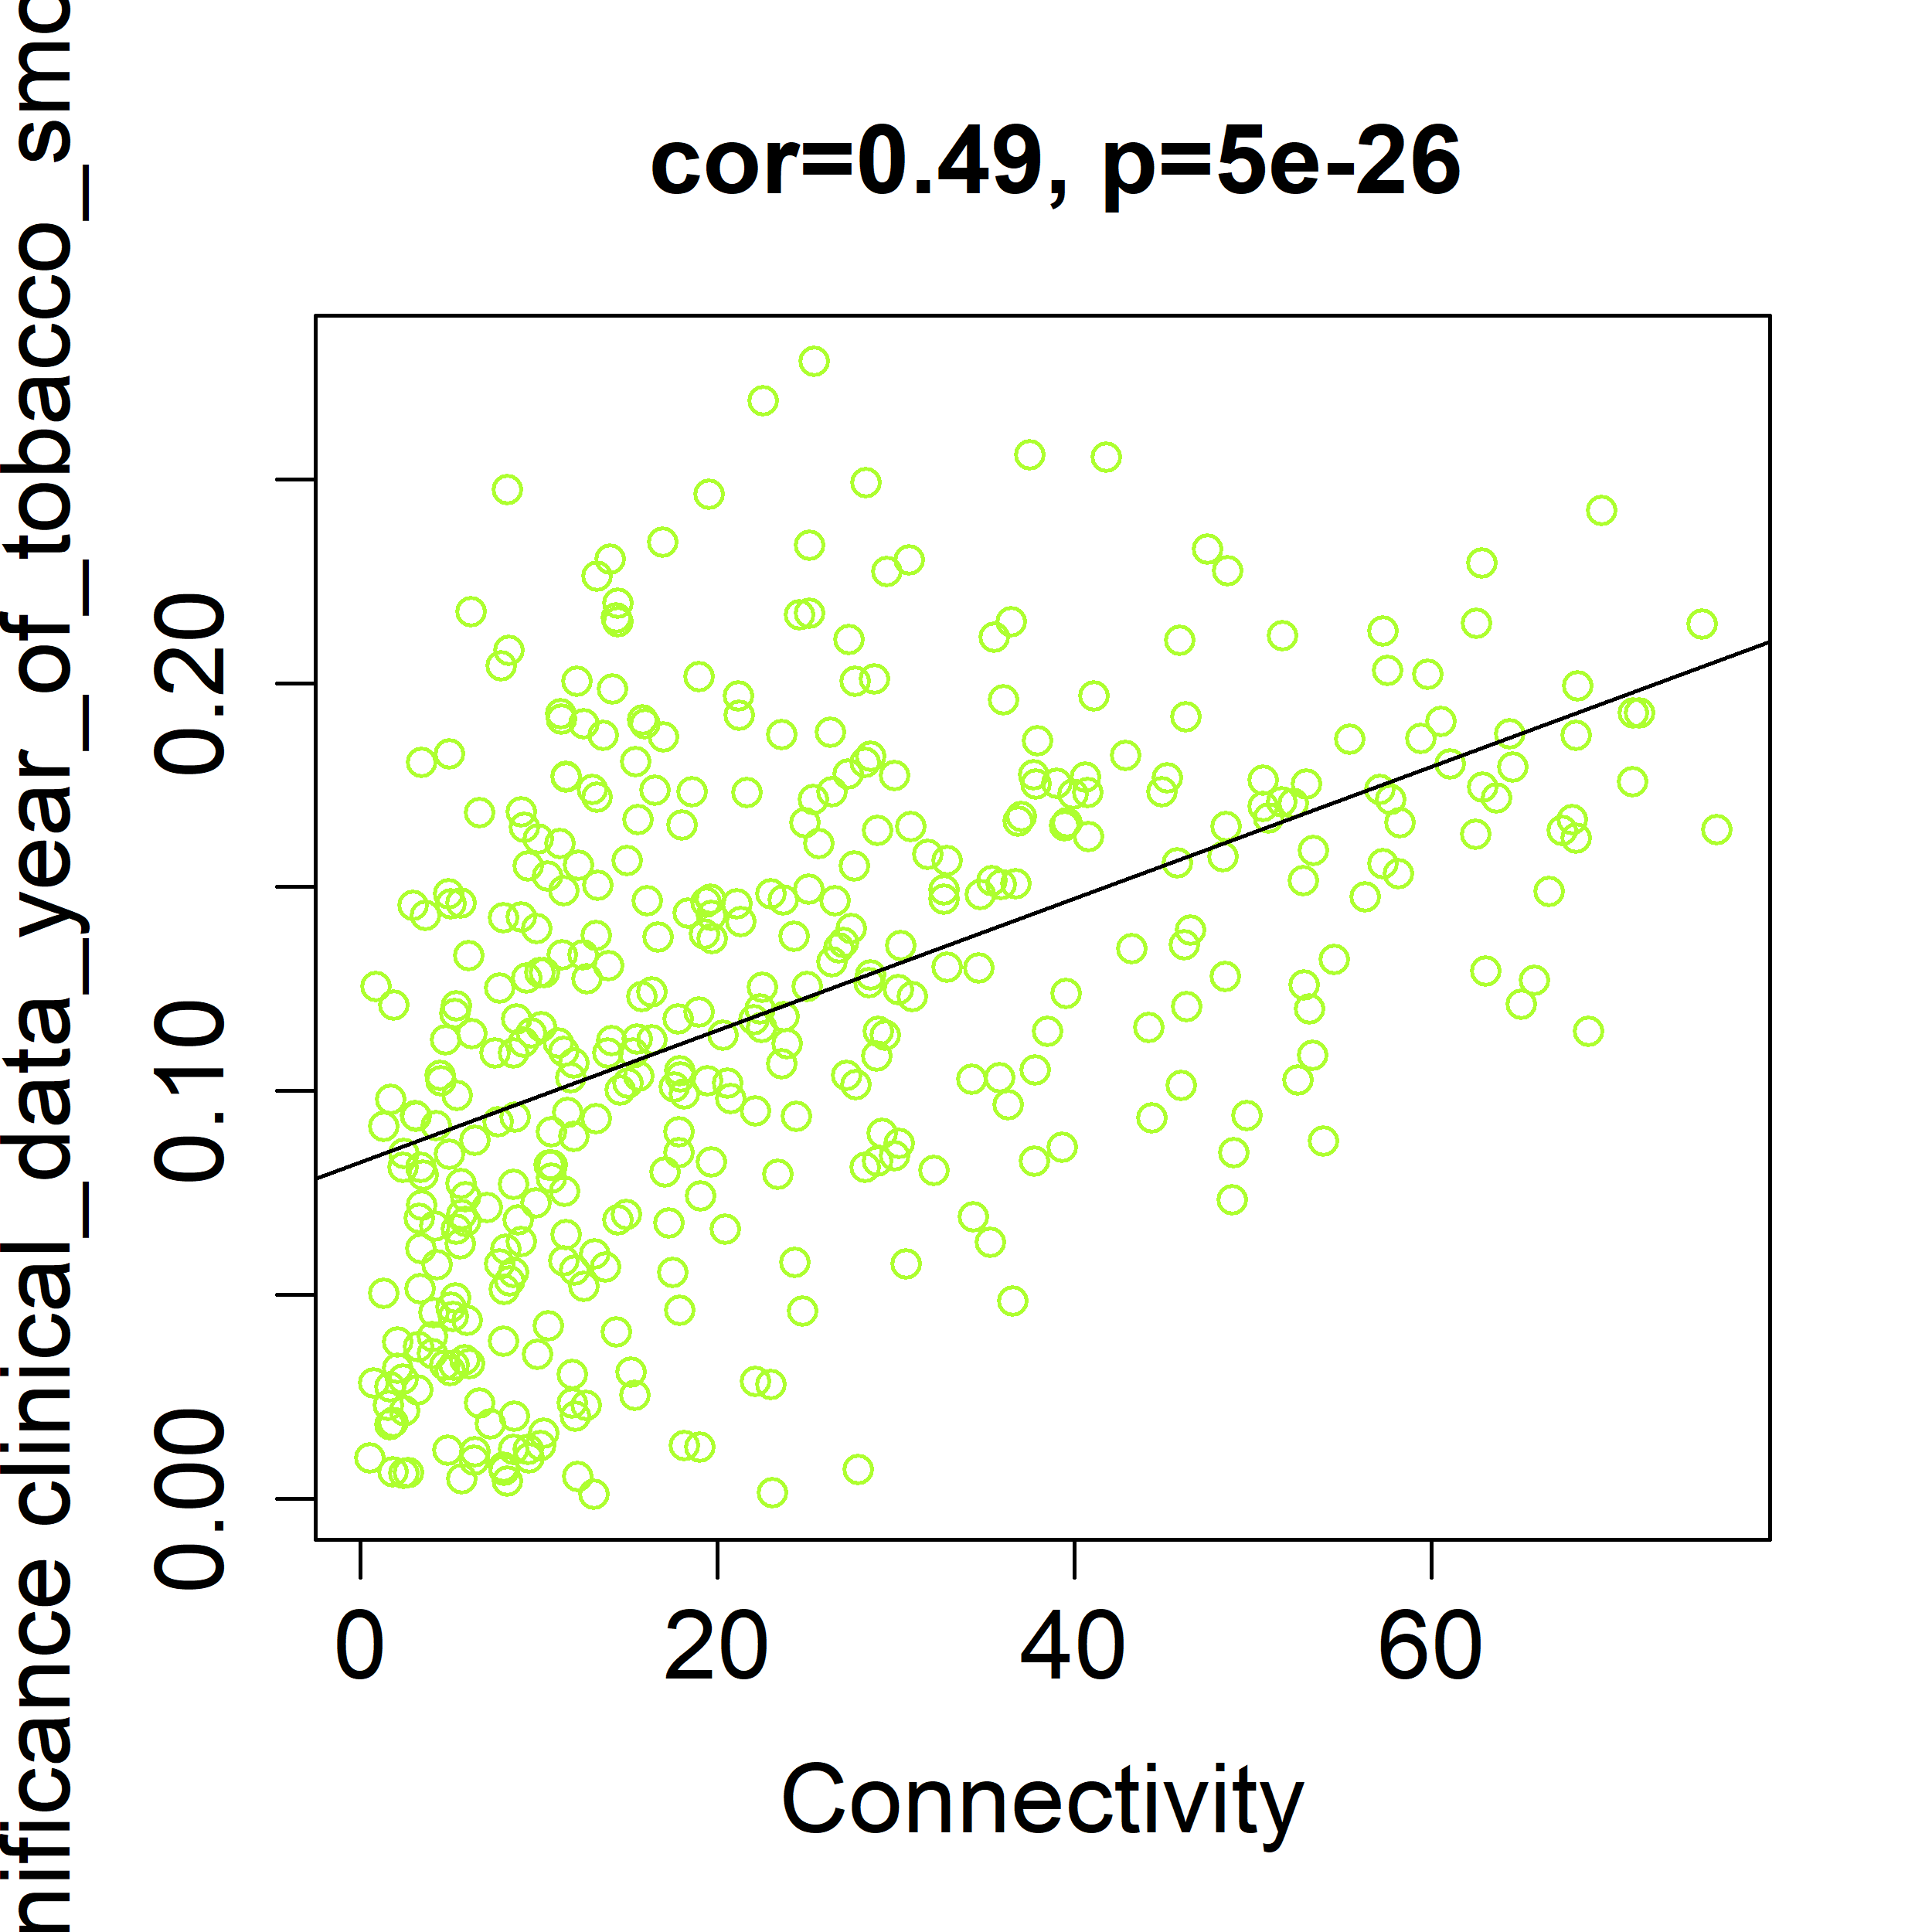 cor=0.49, p=5e-26
nificance clinical_data_year_of_tobacco_smo
0.20
0.10
0.00
0 20 40 60
Connectivity